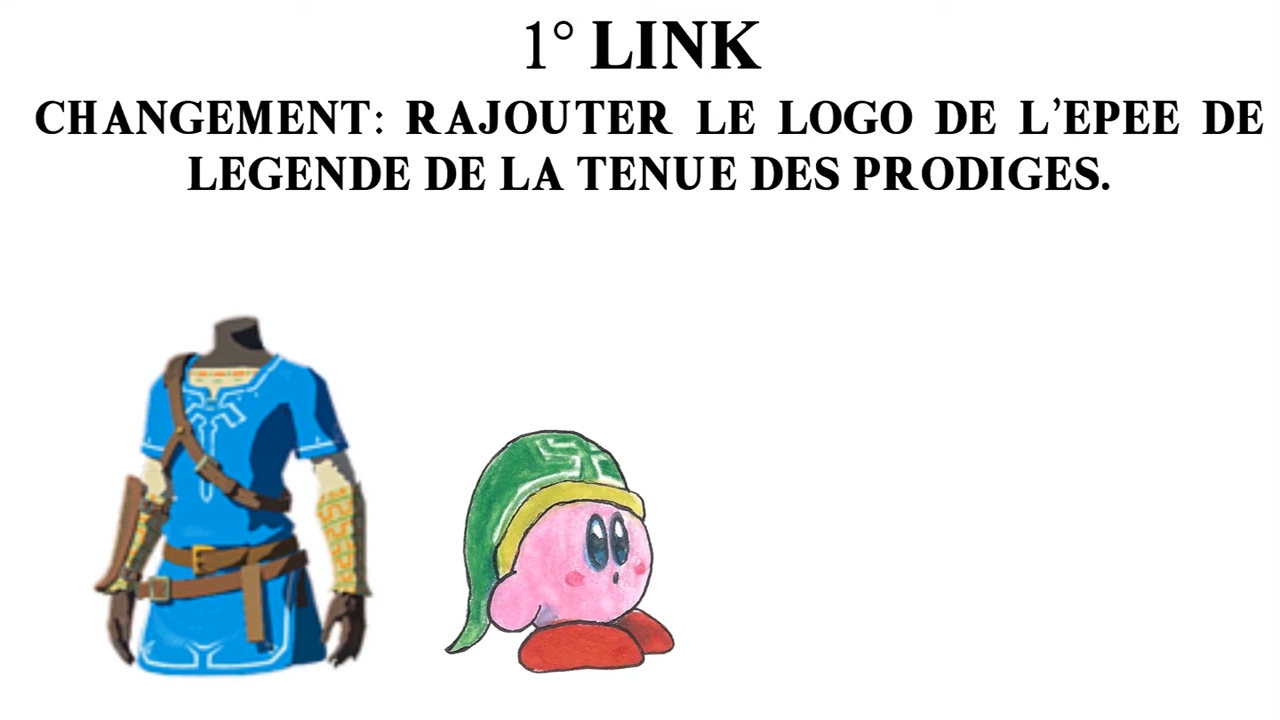 1° LINK
CHANGEMENT: RAJOUTER LE LOGO DE L'EPEE DE
LEGENDE DE LA TENUE DES PRODIGES.